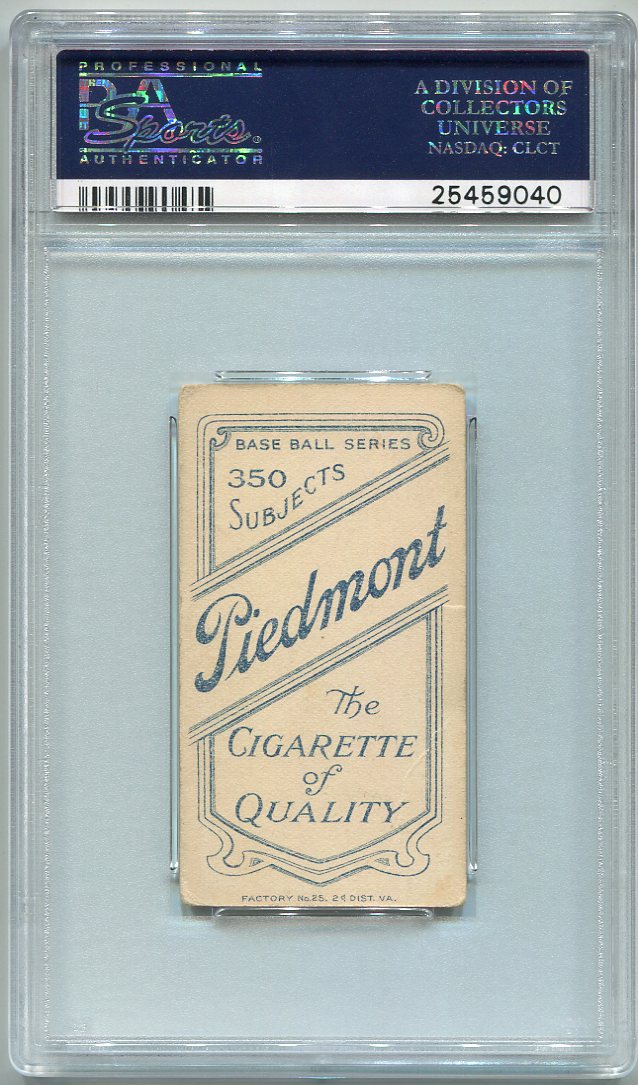 PROFESSIONAL
PSA
Sports®
AUTHENTICATOR
A DIVISION OF
COLLECTORS
UNIVERSE
NASDAQ: CLCT
25459040
BASE BALL SERIES
350
SUBJECTS
Piedmont
The
CIGARETTE
of
QUALITY
FACTORY No. 25. 2d DIST. VA.